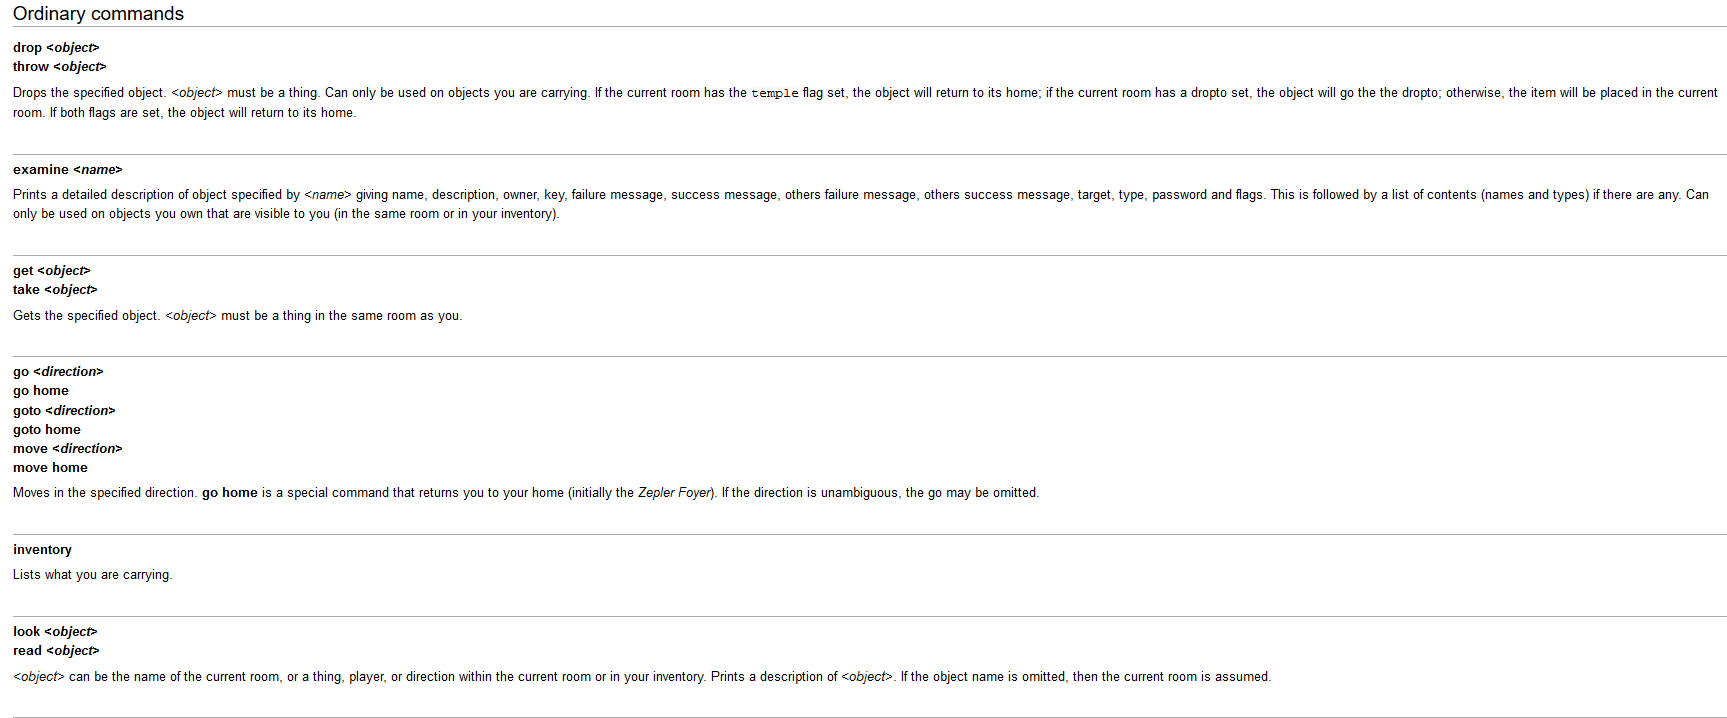 Ordinary commands
drop <object>
throw <object>
Drops the specified object. <object> must be a thing. Can only be used on objects you are carrying. If the current room has the temple flag set, the object will return to its home; if the current room has a dropto set, the object will go the the dropto; otherwise, the item will be placed in the current
room. If both flags are set, the object will return to its home.
examine <name>
Prints a detailed description of object specified by <name> giving name, description, owner, key, failure message, success message, others failure message, others success message, target, type, password and flags. This is followed by a list of contents (names and types) if there are any. Can
only be used on objects you own that are visible to you (in the same room or in your inventory).
get <object>
take <object>
Gets the specified object. <object> must be a thing in the same room as you.
go <direction>
go home
goto <direction>
goto home
move <direction>
move home
Moves in the specified direction. go home is a special command that returns you to your home (initially the Zepler Foyer). If the direction is unambiguous, the go may be omitted.
inventory
Lists what you are carrying.
look <object>
read <object>
<object> can be the name of the current room, or a thing, player, or direction within the current room or in your inventory. Prints a description of <object>. If the object name is omitted, then the current room is assumed.